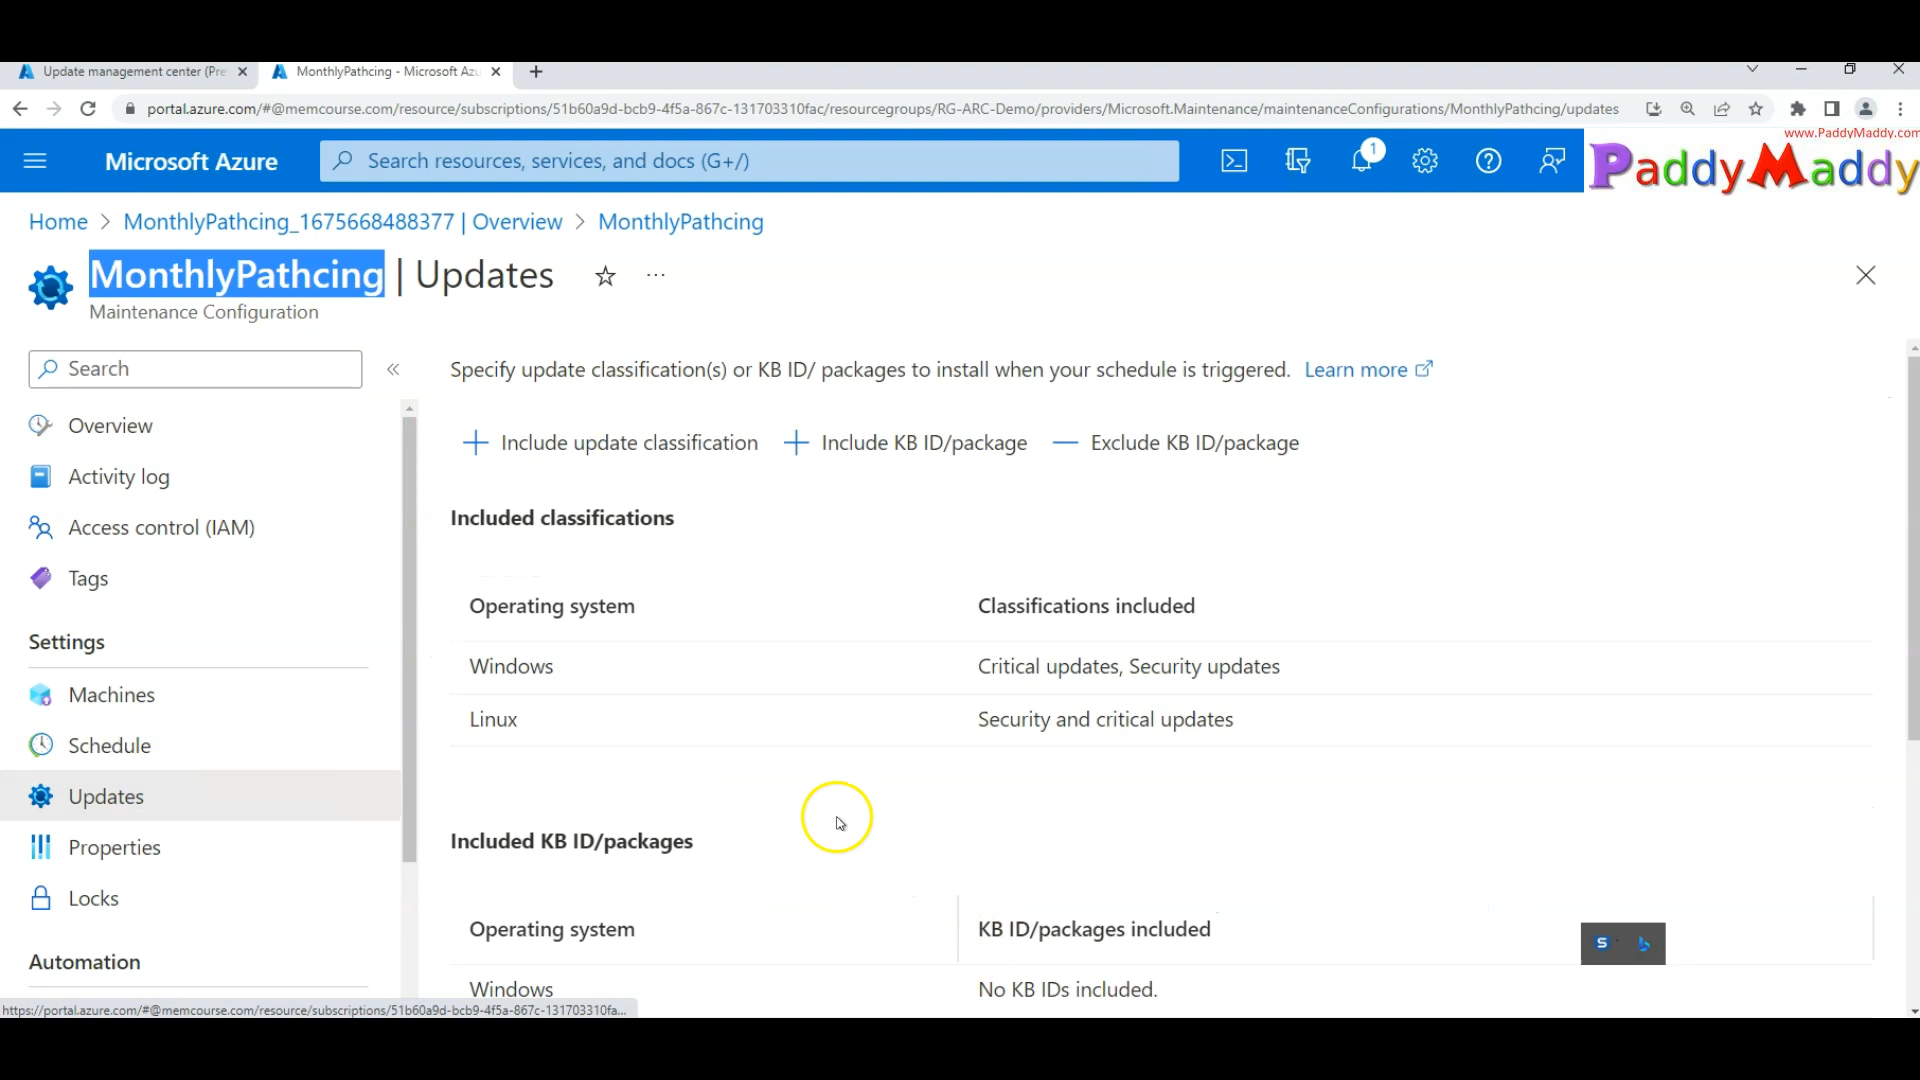 Update management center (Pre
MonthlyPathcing - Microsoft Azu
portal.azure.com/#@memcourse.com/resource/subscriptions/51b60a9d-bcb9-4f5a-867c-131703310fac/resourcegroups/RG-ARC-Demo/providers/Microsoft.Maintenance/maintenanceConfigurations/MonthlyPathcing/updates
www.PaddyMaddy.com
Microsoft Azure
Search resources, services, and docs (G+/)
1
PaddyMaddy
Home > MonthlyPathcing_1675668488377 | Overview > MonthlyPathcing
MonthlyPathcing | Updates
Maintenance Configuration
Search
Overview
Activity log
Access control (IAM)
Tags
Settings
Machines
Schedule
Updates
Properties
Locks
Automation
Specify update classification(s) or KB ID/ packages to install when your schedule is triggered. Learn more
Include update classification
Include KB ID/package
Exclude KB ID/package
Included classifications
Operating system Classifications included
Windows Critical updates, Security updates
Linux Security and critical updates
Included KB ID/packages
Operating system KB ID/packages included
Windows No KB IDs included.
S
https://portal.azure.com/#@memcourse.com/resource/subscriptions/51b60a9d-bcb9-4f5a-867c-131703310fa...